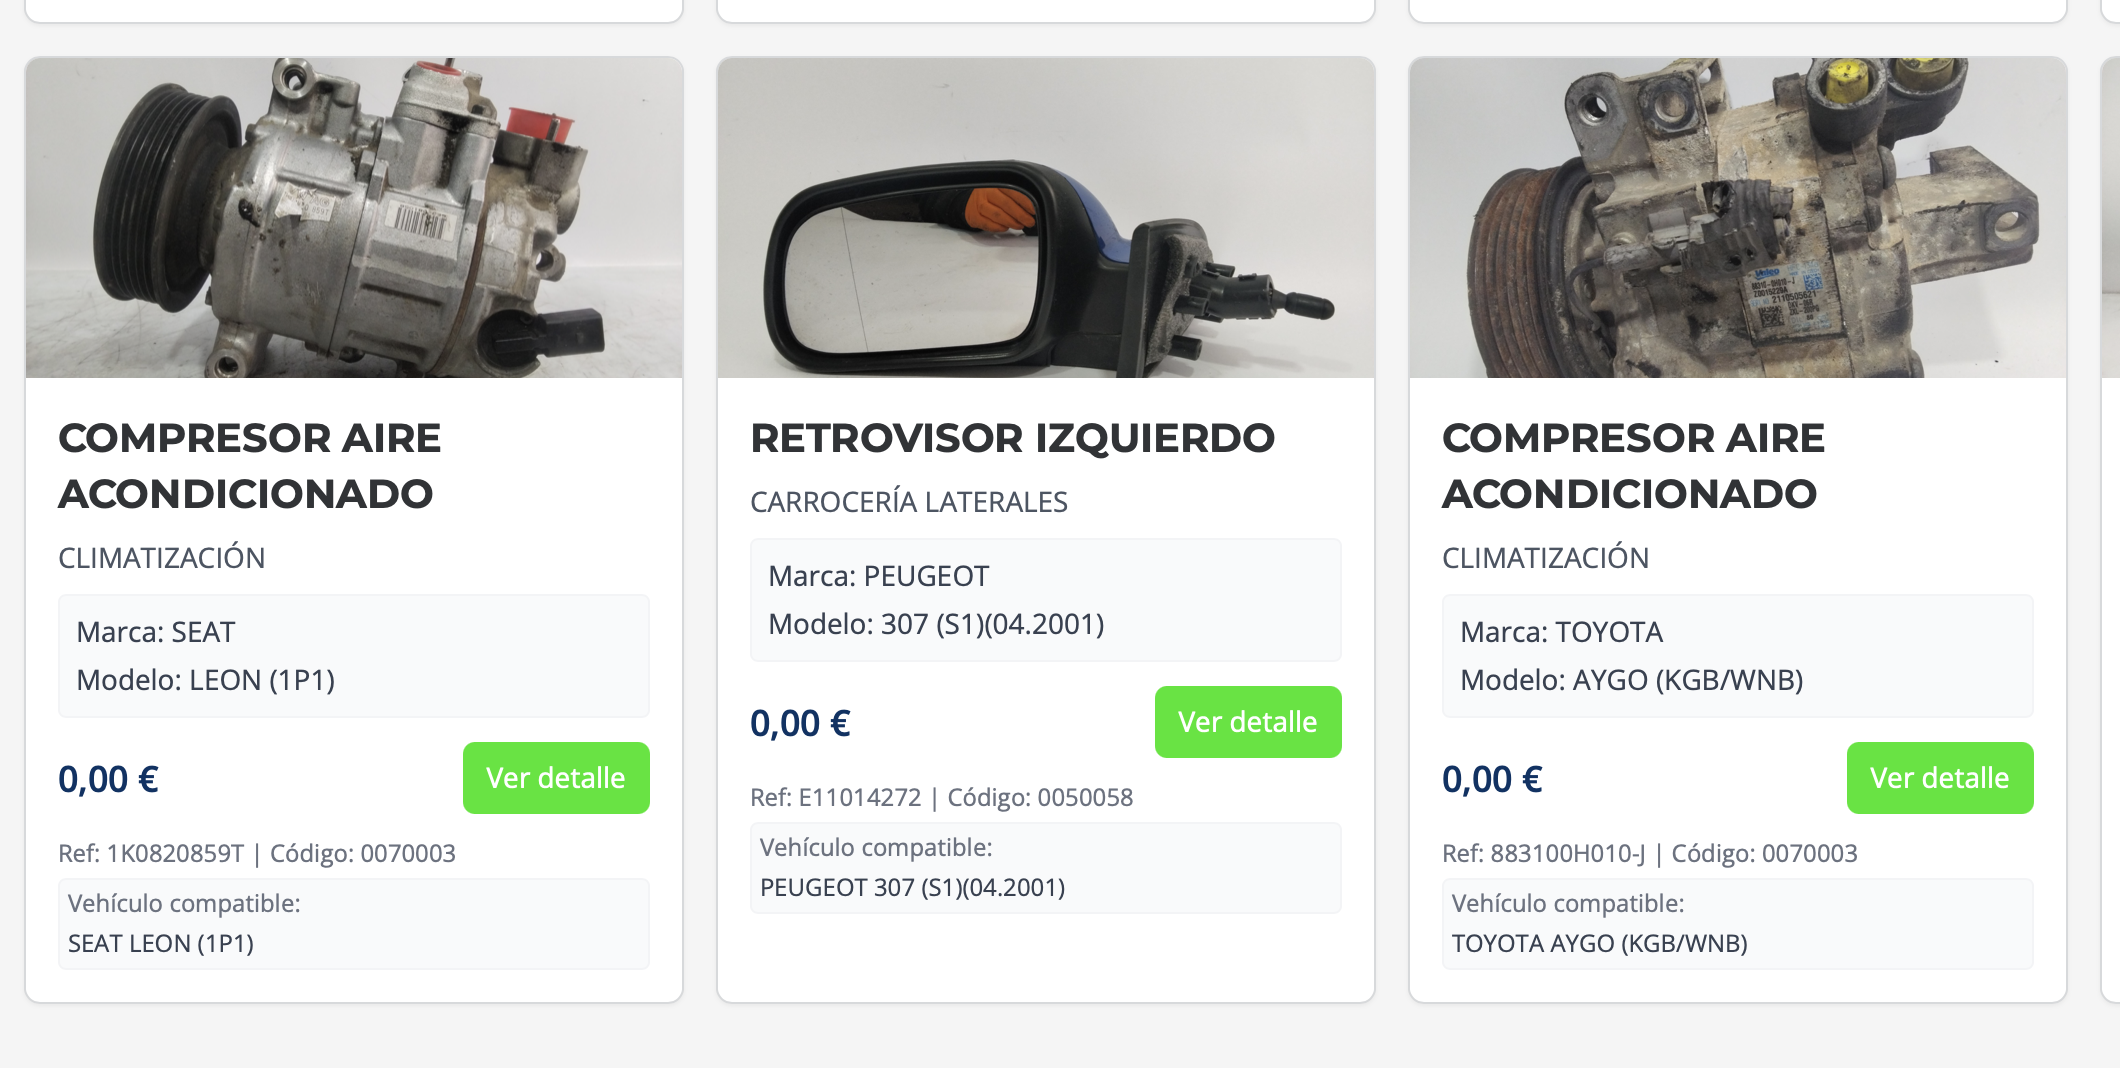 COMPRESOR AIRE
ACONDICIONADO
CLIMATIZACIÓN
Marca: SEAT
Modelo: LEON (1P1)
0,00 €
Ver detalle
Ref: 1K0820859T | Código: 0070003
Vehículo compatible:
SEAT LEON (1P1)
RETROVISOR IZQUIERDO
CARROCERÍA LATERALES
Marca: PEUGEOT
Modelo: 307 (S1)(04.2001)
0,00 €
Ver detalle
Ref: E11014272 | Código: 0050058
Vehículo compatible:
PEUGEOT 307 (S1)(04.2001)
Valeo
2110505621
COMPRESOR AIRE
ACONDICIONADO
CLIMATIZACIÓN
Marca: TOYOTA
Modelo: AYGO (KGB/WNB)
0,00 €
Ver detalle
Ref: 883100H010-J | Código: 0070003
Vehículo compatible:
TOYOTA AYGO (KGB/WNB)